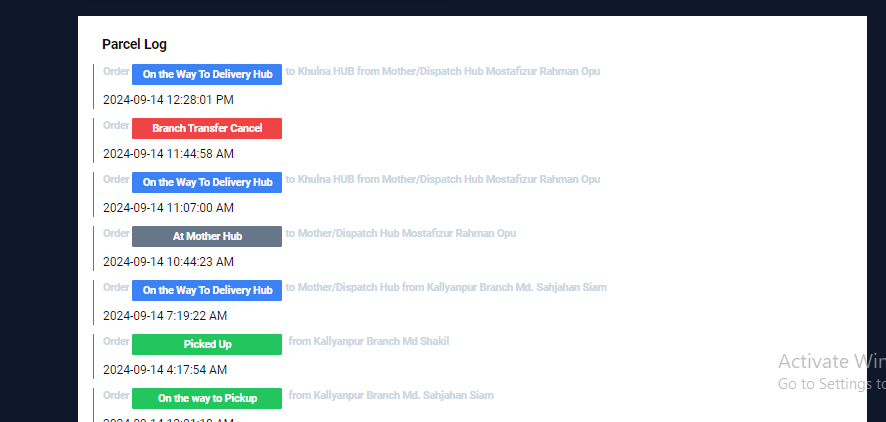 Parcel Log
Order On the Way To Delivery Hub to Khulna HUB from Mother/Dispatch Hub Mostafizur Rahman Opu
2024-09-14 12:28:01 PM
Order Branch Transfer Cancel
2024-09-14 11:44:58 AM
Order On the Way To Delivery Hub to Khulna HUB from Mother/Dispatch Hub Mostafizur Rahman Opu
2024-09-14 11:07:00 AM
Order At Mother Hub to Mother/Dispatch Hub Mostafizur Rahman Opu
2024-09-14 10:44:23 AM
Order On the Way To Delivery Hub to Mother/Dispatch Hub from Kallyanpur Branch Md. Sahjahan Siam
2024-09-14 7:19:22 AM
Order Picked Up from Kallyanpur Branch Md Shakil
2024-09-14 4:17:54 AM
Activate Win
Go to Settings to
Order On the way to Pickup from Kallyanpur Branch Md. Sahjahan Siam